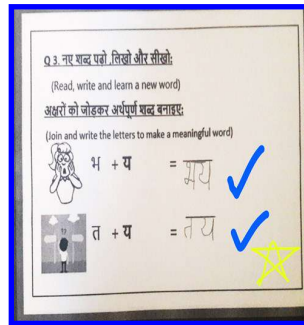 Q 3. नए शब्द पढ़ो ,लिखो और सीखो:
(Read, write and learn a new word)
अक्षरों को जोड़कर अर्थपूर्ण शब्द बनाइए:
(Join and write the letters to make a meaningful word)
भ + य = भय
त + य = तय